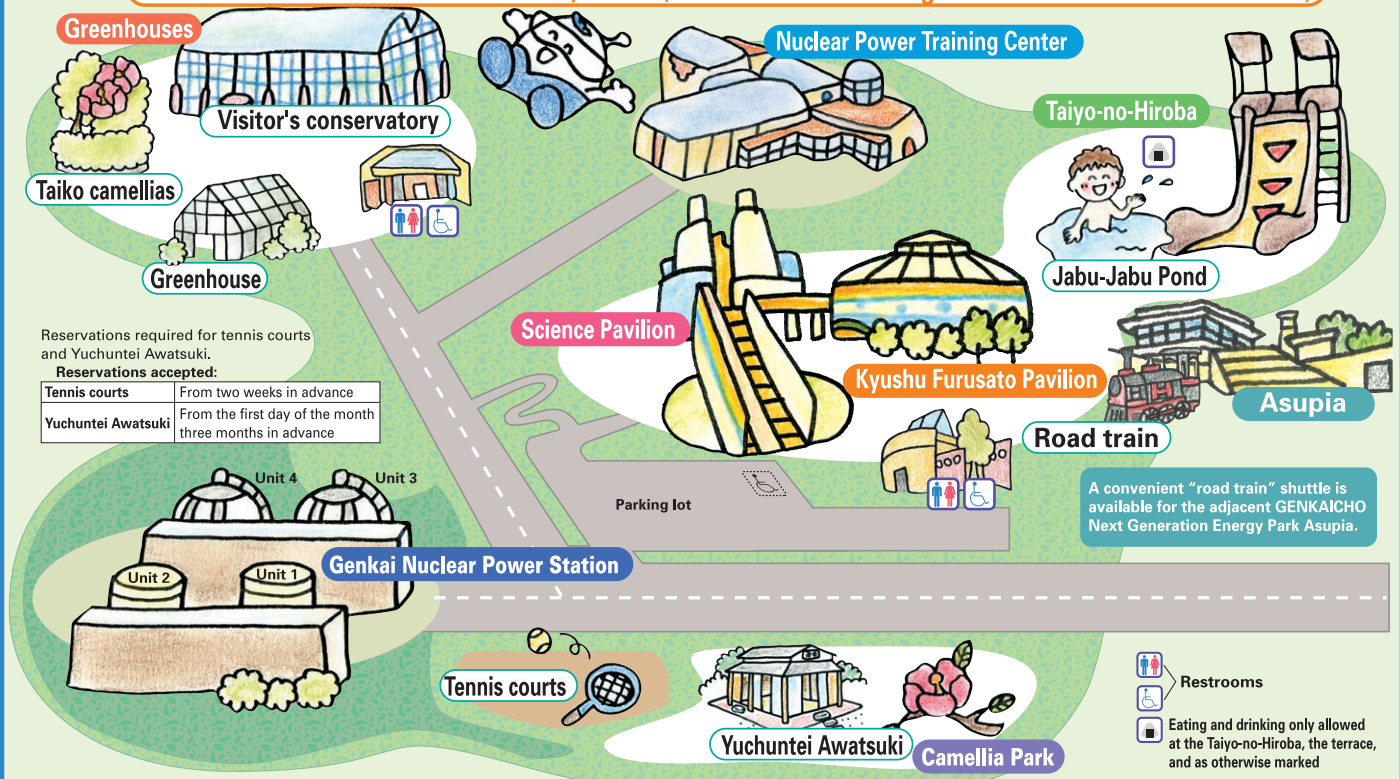 Greenhouses
Nuclear Power Training Center
Visitor's conservatory
Taiyo-no-Hiroba
Taiko camellias
Greenhouse
Jabu-Jabu Pond
Science Pavilion
Kyushu Furusato Pavilion
Asupia
Road train
Reservations required for tennis courts
and Yuchuntei Awatsuki.
Reservations accepted:
Tennis courts From two weeks in advance
Yuchuntei Awatsuki From the first day of the month
three months in advance
A convenient “road train” shuttle is
available for the adjacent GENKAICHO
Next Generation Energy Park Asupia.
Parking lot
Unit 4
Unit 3
Genkai Nuclear Power Station
Unit 2
Unit 1
Tennis courts
Yuchuntei Awatsuki
Camellia Park
Restrooms
Eating and drinking only allowed
at the Taiyo-no-Hiroba, the terrace,
and as otherwise marked